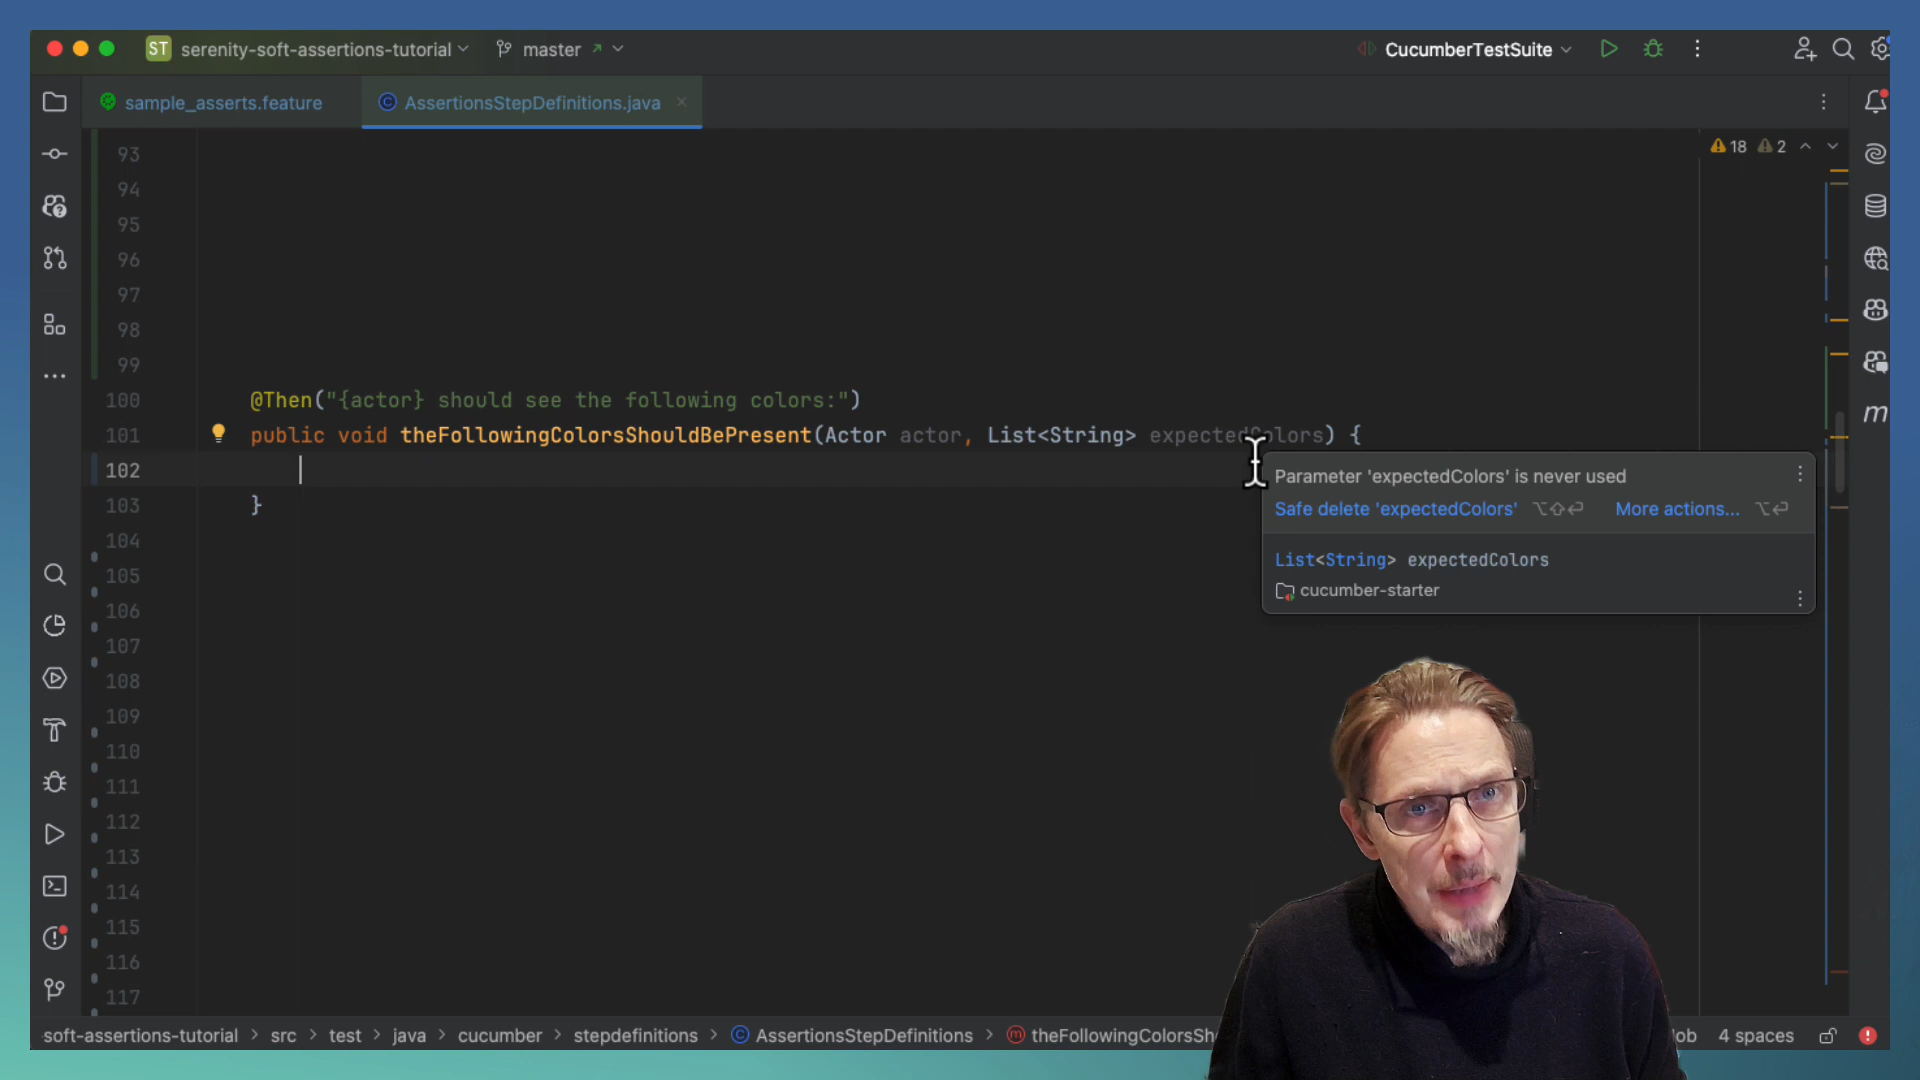 ST serenity-soft-assertions-tutorial master CucumberTestSuite
sample_asserts.feature AssertionsStepDefinitions.java
18 2
93
94
95
96
97
98
99
100 @Then("{actor} should see the following colors:")
101 public void theFollowingColorsShouldBePresent(Actor actor, List<String> expectedColors) {
102
Parameter 'expectedColors' is never used
Safe delete 'expectedColors' ⌥⇧⏎ More actions... ⌥⏎
103 }
List<String> expectedColors
cucumber-starter
104
105
106
107
108
109
110
111
112
113
114
115
116
117
m
soft-assertions-tutorial > src > test > java > cucumber > stepdefinitions > AssertionsStepDefinitions > theFollowingColorsSh ob 4 spaces